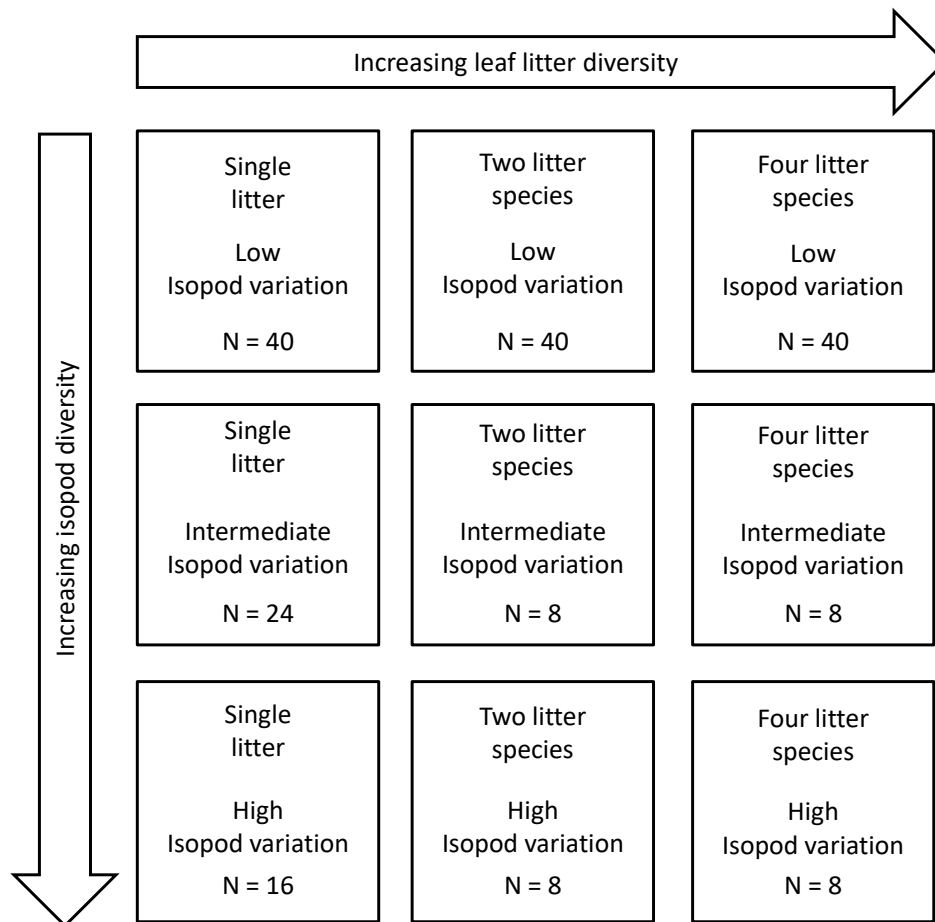 Increasing leaf litter diversity
Increasing isopod diversity
Single
litter
Low
Isopod variation
N = 40
Two litter
species
Low
Isopod variation
N = 40
Four litter
species
Low
Isopod variation
N = 40
Single
litter
Intermediate
Isopod variation
N = 24
Two litter
species
Intermediate
Isopod variation
N = 8
Four litter
species
Intermediate
Isopod variation
N = 8
Single
litter
High
Isopod variation
N = 16
Two litter
species
High
Isopod variation
N = 8
Four litter
species
High
Isopod variation
N = 8